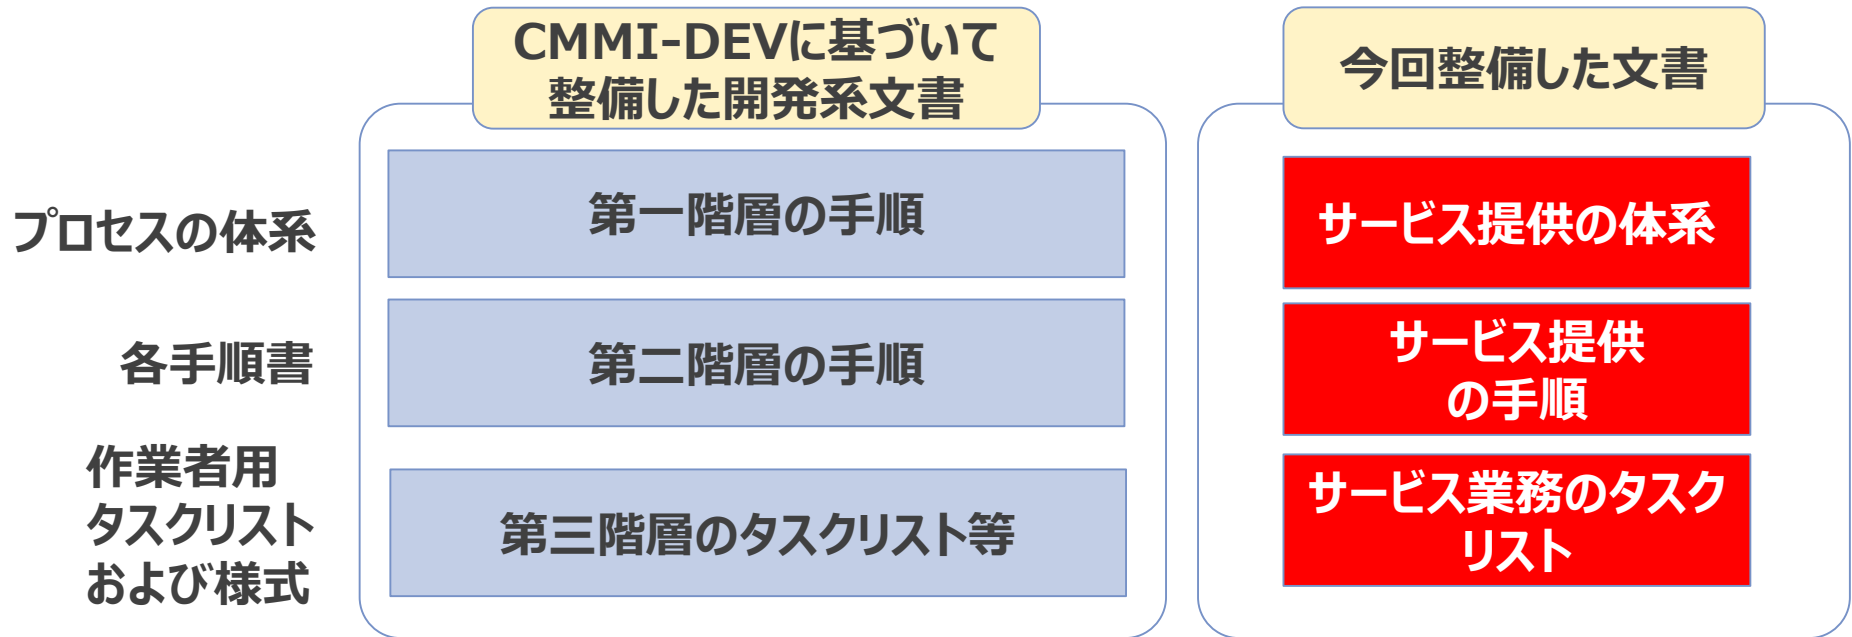 CMMI-DEVに基づいて
整備した開発系文書
今回整備した文書
プロセスの体系
第一階層の手順
サービス提供の体系
各手順書
第二階層の手順
サービス提供
の手順
作業者用
タスクリスト
および様式
第三階層のタスクリスト等
サービス業務のタスク
リスト